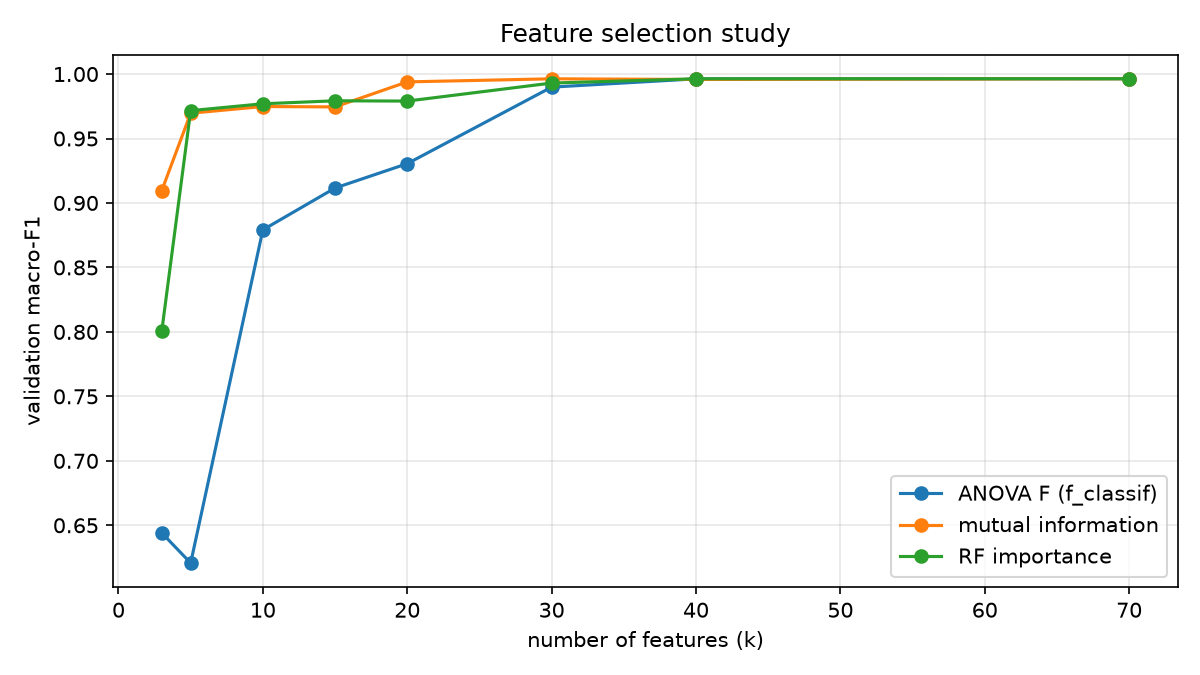 Feature selection study
validation macro-F1
1.00
0.95
0.90
0.85
0.80
0.75
0.70
0.65
ANOVA F (f_classif)
mutual information
RF importance
0 10 20 30 40 50 60 70
number of features (k)